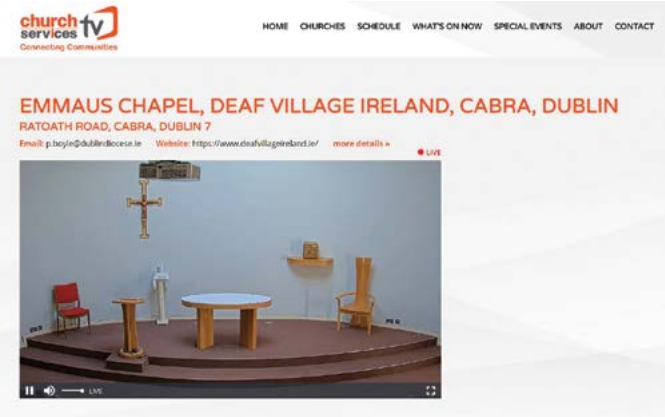 church
services tv
Connecting Communities
HOME CHURCHES SCHEDULE WHAT'S ON NOW SPECIAL EVENTS ABOUT CONTACT
EMMAUS CHAPEL, DEAF VILLAGE IRELAND, CABRA, DUBLIN
RATOATH ROAD, CABRA, DUBLIN 7
Email: p.boyle@dublindiocese.ie Website: https://www.deafvillageireland.ie/ more details »
LIVE
LIVE